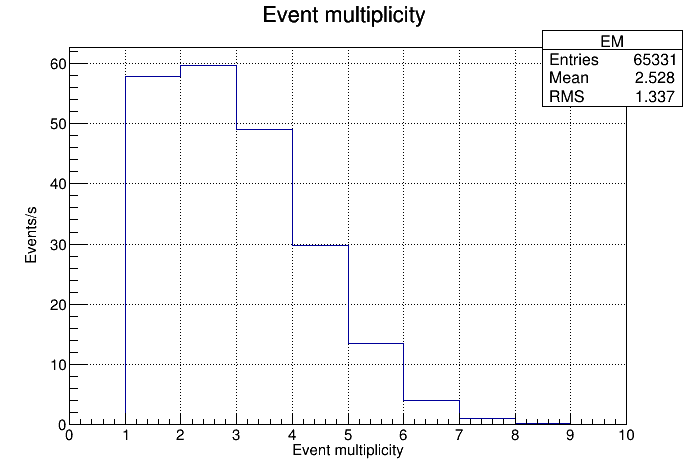 Event multiplicity
EM
Entries 65331
Mean 2.528
RMS 1.337
60
50
40
30
20
10
0
Events/s
0 1 2 3 4 5 6 7 8 9 10
Event multiplicity